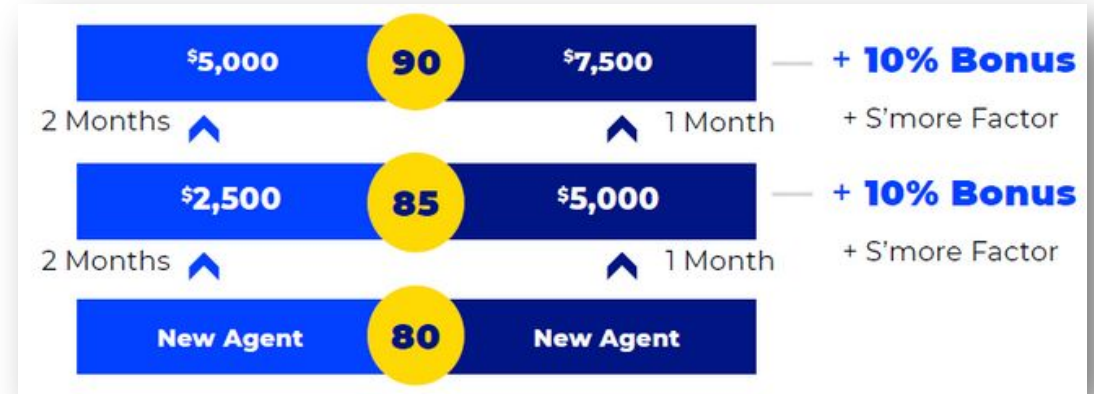 $5,000 90 $7,500 + 10% Bonus
2 Months 1 Month + S'more Factor
$2,500 85 $5,000 + 10% Bonus
2 Months 1 Month + S'more Factor
New Agent 80 New Agent